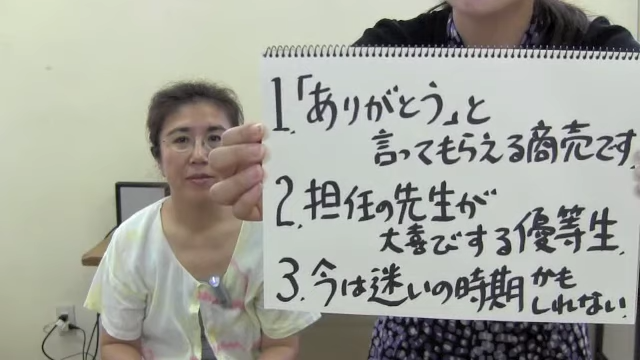 1.「ありがとう」と
言ってもらえる商売です
2.担任の先生が
大喜びする優等生.
3.今は迷いの時期かも
しれない.